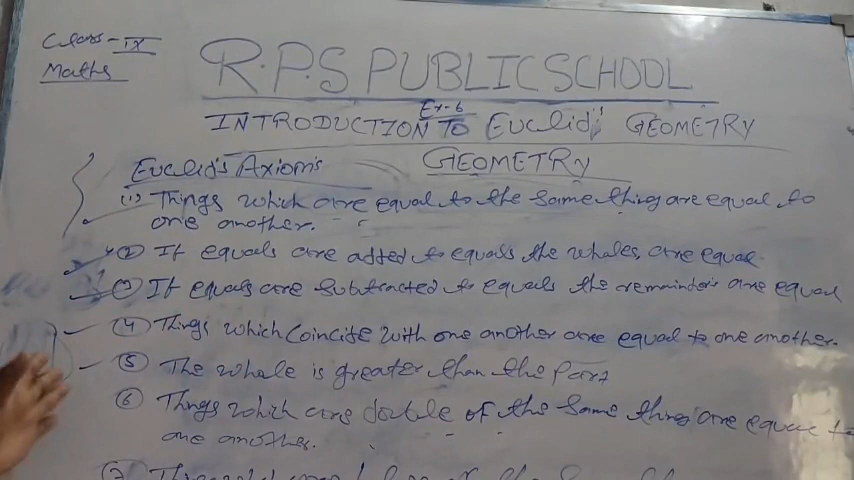 Class - IX
Maths
R.P.S PUBLIC SCHOOL
Ex-6
INTRODUCTION TO Euclid's GEOMETRY
GEOMETRY
Euclid's Axioms
(1) Things which are equal to the same thing are equal to
one another.
(2) If equals are added to equals the wholes, are equal
If equals are subtracted to equals the remainders are equal
(4) Things which Coincite with one another are equal to one another.
(5) The whole is greater than the Part
(6) Things which are double of the same thing are equal to
one another.